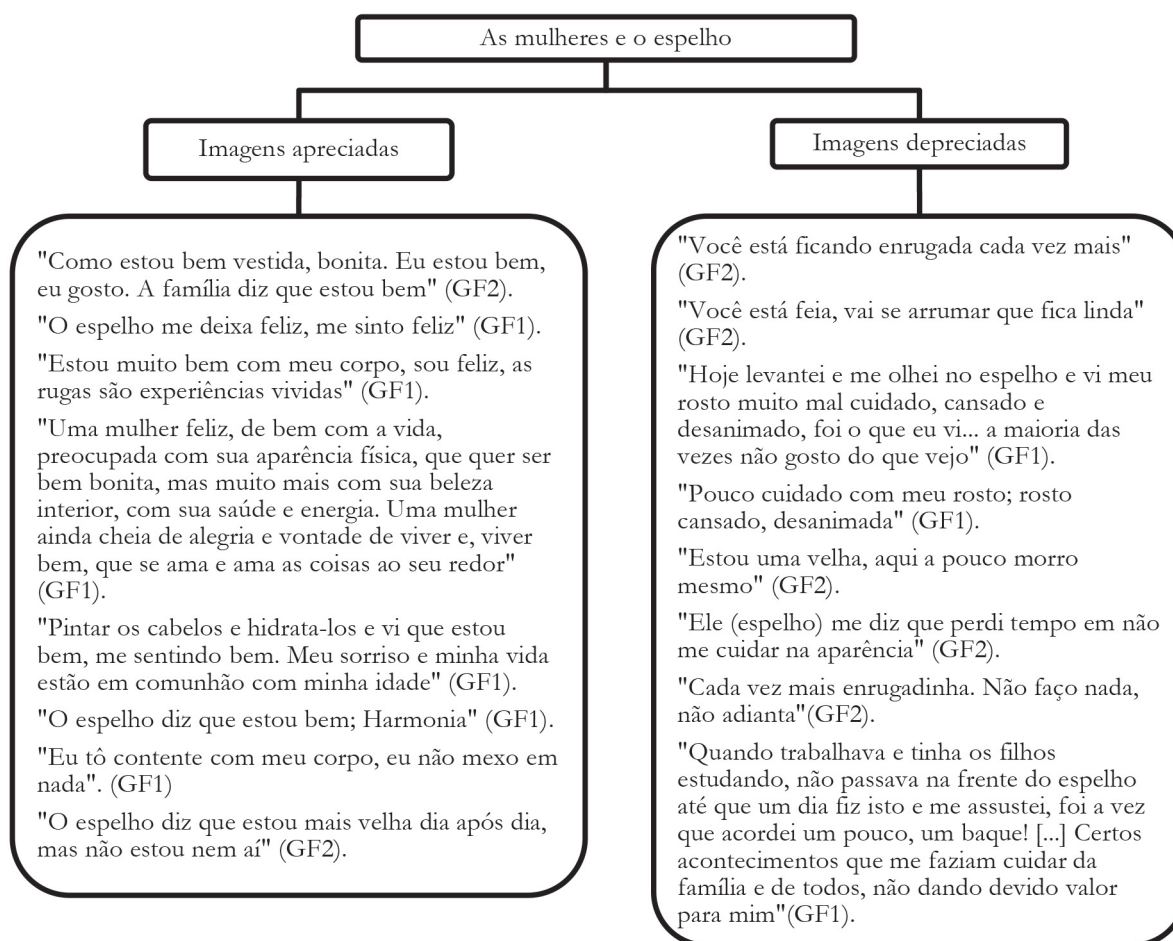 As mulheres e o espelho
Imagens apreciadas
"Como estou bem vestida, bonita. Eu estou bem,
eu gosto. A família diz que estou bem" (GF2).
"O espelho me deixa feliz, me sinto feliz" (GF1).
"Estou muito bem com meu corpo, sou feliz, as
rugas são experiências vividas" (GF1).
"Uma mulher feliz, de bem com a vida,
preocupada com sua aparência física, que quer ser
bem bonita, mas muito mais com sua beleza
interior, com sua saúde e energia. Uma mulher
ainda cheia de alegria e vontade de viver e, viver
bem, que se ama e ama as coisas ao seu redor"
(GF1).
"Pintar os cabelos e hidrata-los e vi que estou
bem, me sentindo bem. Meu sorriso e minha vida
estão em comunhão com minha idade" (GF1).
"O espelho diz que estou bem; Harmonia" (GF1).
"Eu tô contente com meu corpo, eu não mexo em
nada". (GF1)
"O espelho diz que estou mais velha dia após dia,
mas não estou nem aí" (GF2).
Imagens depreciadas
"Você está ficando enrugada cada vez mais"
(GF2).
"Você está feia, vai se arrumar que fica linda"
(GF2).
"Hoje levantei e me olhei no espelho e vi meu
rosto muito mal cuidado, cansado e
desanimado, foi o que eu vi... a maioria das
vezes não gosto do que vejo" (GF1).
"Pouco cuidado com meu rosto; rosto
cansado, desanimada" (GF1).
"Estou uma velha, aqui a pouco morro
mesmo" (GF2).
"Ele (espelho) me diz que perdi tempo em não
me cuidar na aparência" (GF2).
"Cada vez mais enrugadinha. Não faço nada,
não adianta"(GF2).
"Quando trabalhava e tinha os filhos
estudando, não passava na frente do espelho
até que um dia fiz isto e me assustei, foi a vez
que acordei um pouco, um baque! [...] Certos
acontecimentos que me faziam cuidar da
família e de todos, não dando devido valor
para mim"(GF1).